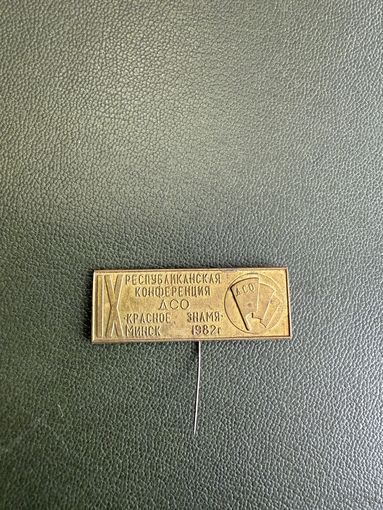 IX
РЕСПУБЛИКАНСКАЯ
КОНФЕРЕНЦИЯ
ДСО
·КРАСНОЕ ЗНАМЯ·
МИНСК 1982г
ДСО